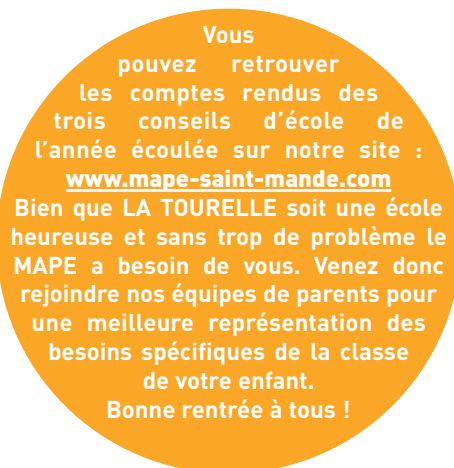 Vous
pouvez retrouver
les comptes rendus des
trois conseils d'école de
l'année écoulée sur notre site :
www.mape-saint-mande.com
Bien que LA TOURELLE soit une école
heureuse et sans trop de problème le
MAPE a besoin de vous. Venez donc
rejoindre nos équipes de parents pour
une meilleure représentation des
besoins spécifiques de la classe
de votre enfant.
Bonne rentrée à tous !